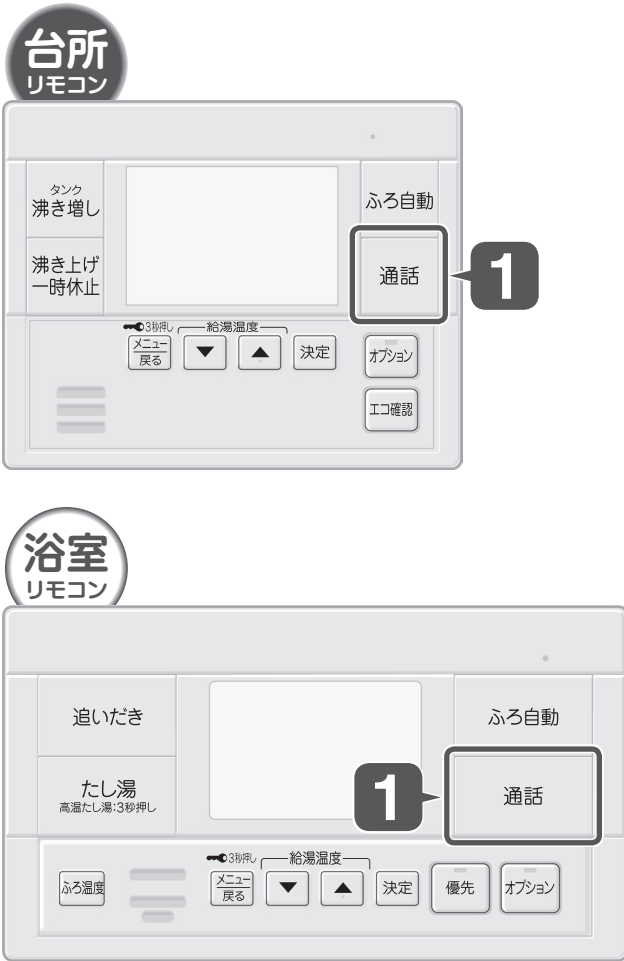 台所
リモコン
タンク
沸き増し
ふろ自動
沸き上げ
一時休止
通話
1
3秒押し
給湯温度
メニュー
戻る
▼
▲
決定
オプション
エコ確認
浴室
リモコン
追いだき
ふろ自動
たし湯
高温たし湯:3秒押し
1
通話
3秒押し
給湯温度
ふろ温度
メニュー
戻る
▼
▲
決定
優先
オプション